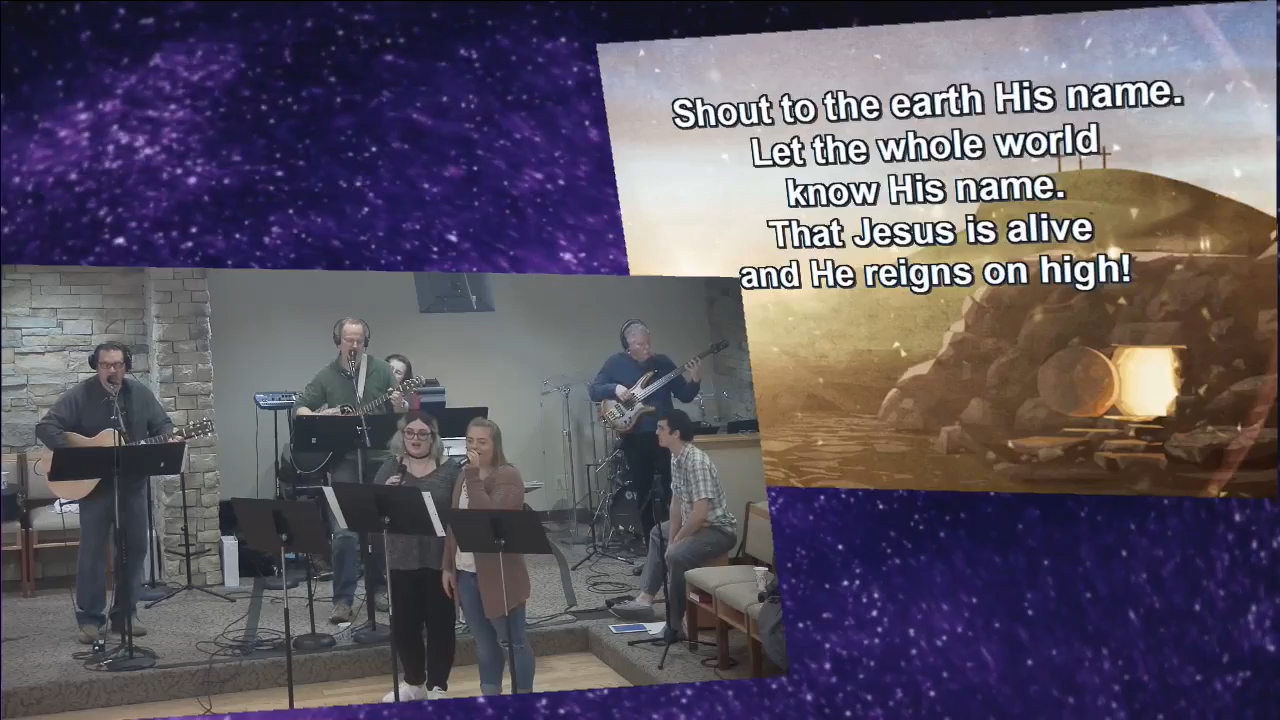 Shout to the earth His name.
Let the whole world
know His name.
That Jesus is alive
and He reigns on high!